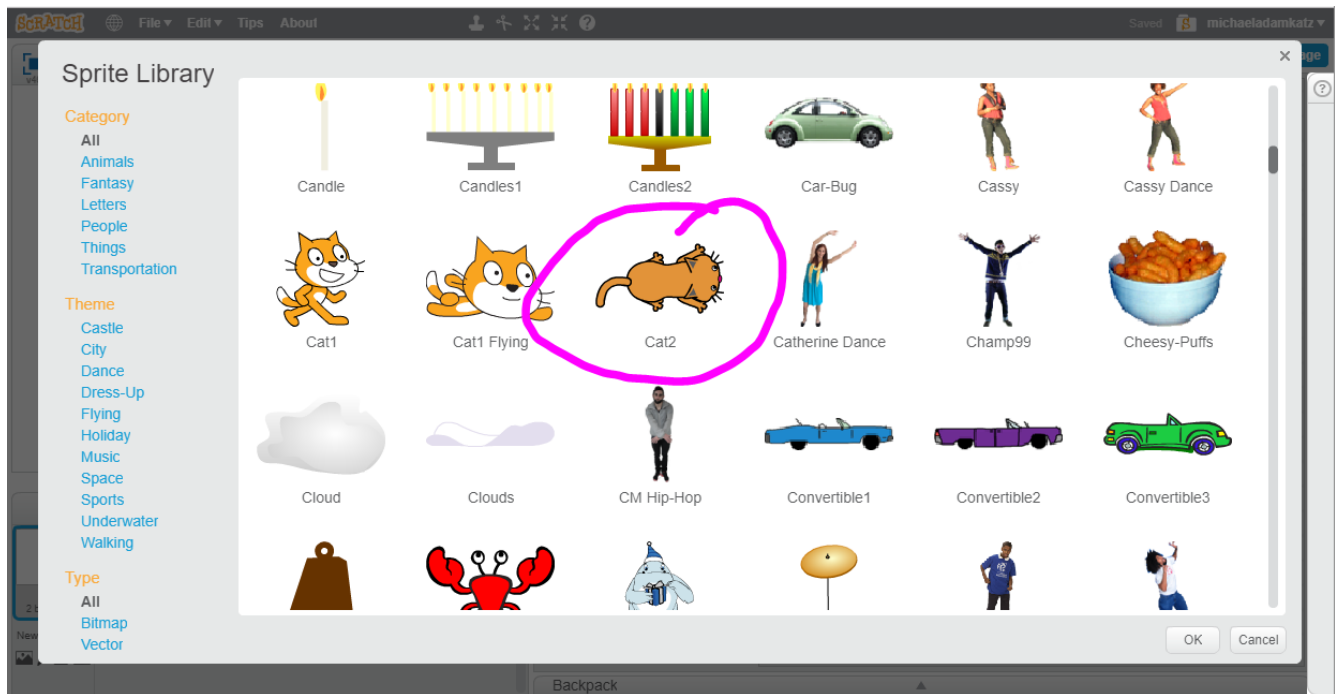 SCRATCH File Edit Tips About Saved michaeladamkatz
Sprite Library
Category
All
Animals
Fantasy
Letters
People
Things
Transportation
Theme
Castle
City
Dance
Dress-Up
Flying
Holiday
Music
Space
Sports
Underwater
Walking
Type
All
Bitmap
Vector
Candle Candles1 Candles2 Car-Bug Cassy Cassy Dance
Cat1 Cat1 Flying Cat2 Catherine Dance Champ99 Cheesy-Puffs
Cloud Clouds CM Hip-Hop Convertible1 Convertible2 Convertible3
OK Cancel
New
Backpack